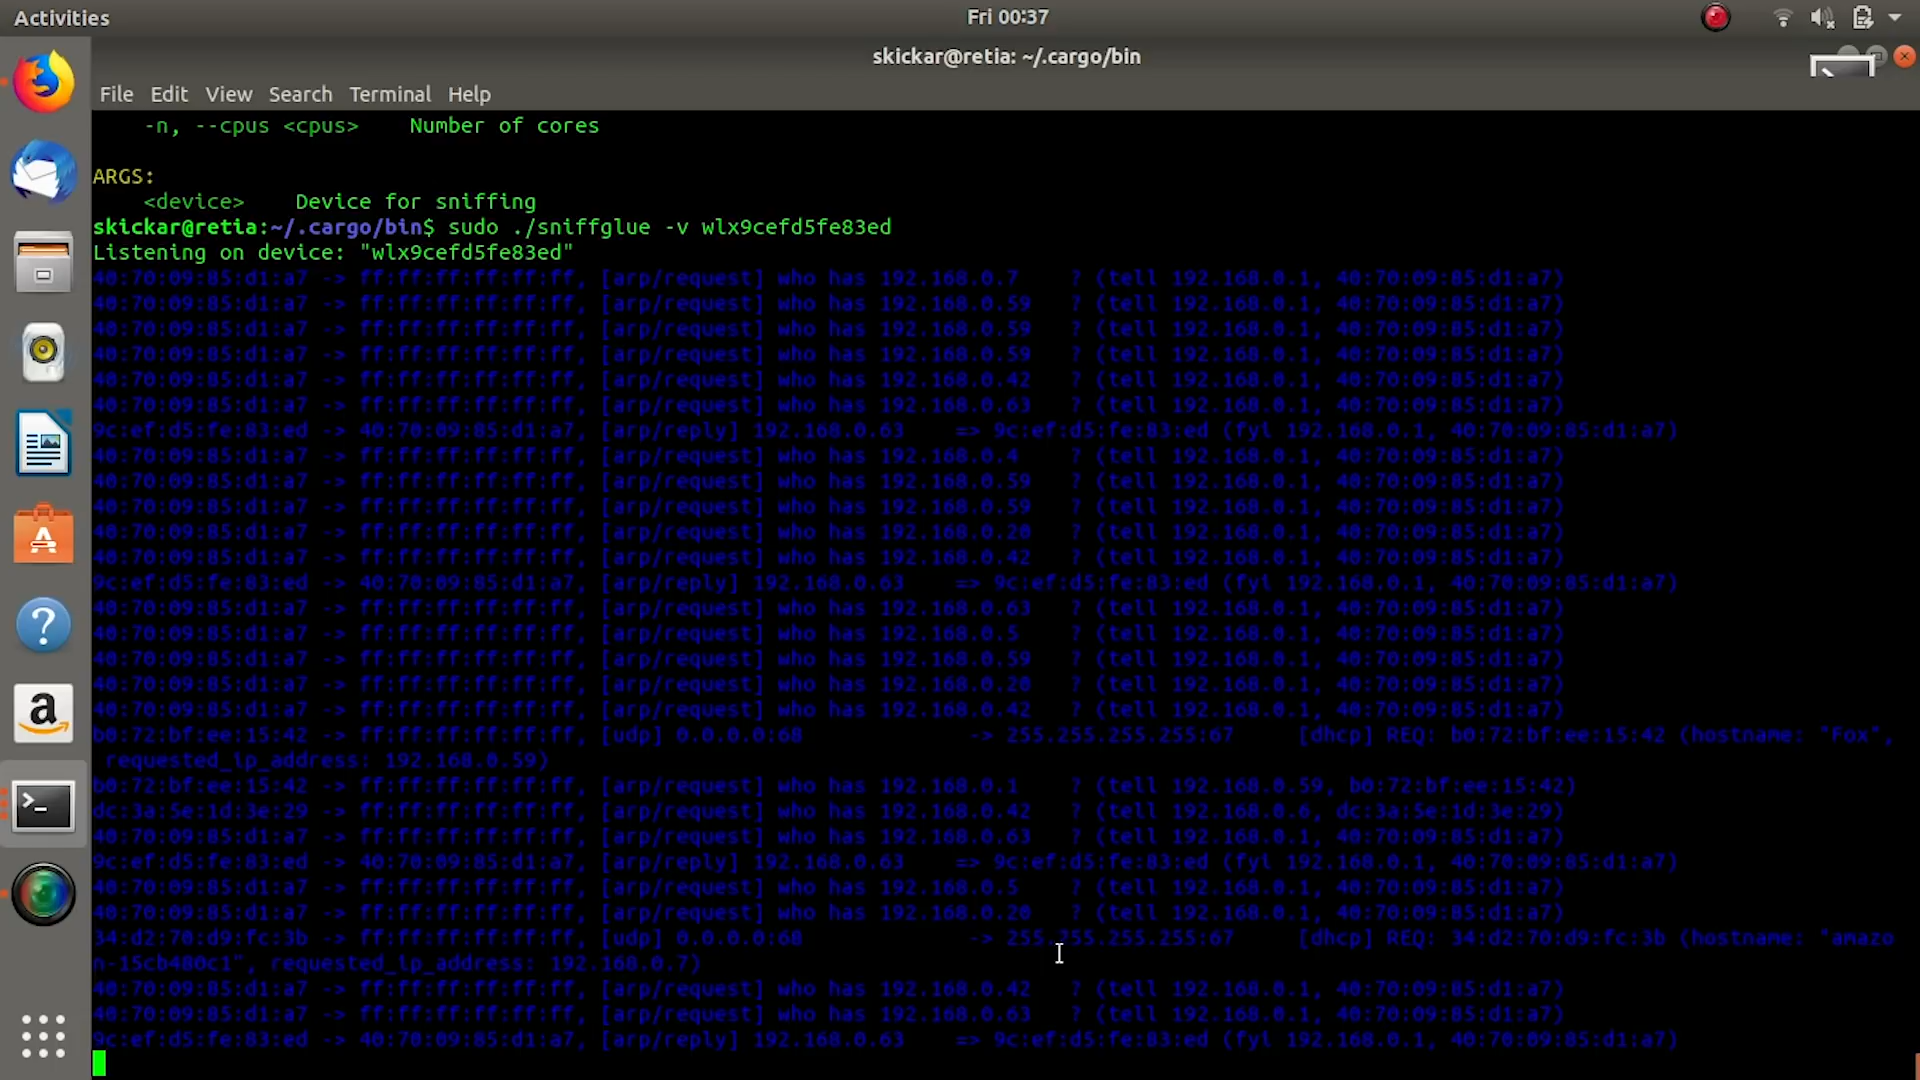 Activities
Fri 00:37
skickar@retia: ~/.cargo/bin
File Edit View Search Terminal Help
-n, --cpus <cpus> Number of cores
ARGS:
<device> Device for sniffing
skickar@retia:~/.cargo/bin$ sudo ./sniffglue -v wlx9cefd5fe83ed
Listening on device: "wlx9cefd5fe83ed"
40:70:09:85:d1:a7 -> ff:ff:ff:ff:ff:ff, [arp/request] who has 192.168.0.7 ? (tell 192.168.0.1, 40:70:09:85:d1:a7)
40:70:09:85:d1:a7 -> ff:ff:ff:ff:ff:ff, [arp/request] who has 192.168.0.59 ? (tell 192.168.0.1, 40:70:09:85:d1:a7)
40:70:09:85:d1:a7 -> ff:ff:ff:ff:ff:ff, [arp/request] who has 192.168.0.59 ? (tell 192.168.0.1, 40:70:09:85:d1:a7)
40:70:09:85:d1:a7 -> ff:ff:ff:ff:ff:ff, [arp/request] who has 192.168.0.59 ? (tell 192.168.0.1, 40:70:09:85:d1:a7)
40:70:09:85:d1:a7 -> ff:ff:ff:ff:ff:ff, [arp/request] who has 192.168.0.42 ? (tell 192.168.0.1, 40:70:09:85:d1:a7)
40:70:09:85:d1:a7 -> ff:ff:ff:ff:ff:ff, [arp/request] who has 192.168.0.63 ? (tell 192.168.0.1, 40:70:09:85:d1:a7)
9c:ef:d5:fe:83:ed -> 40:70:09:85:d1:a7, [arp/reply] 192.168.0.63 => 9c:ef:d5:fe:83:ed (fyi 192.168.0.1, 40:70:09:85:d1:a7)
40:70:09:85:d1:a7 -> ff:ff:ff:ff:ff:ff, [arp/request] who has 192.168.0.4 ? (tell 192.168.0.1, 40:70:09:85:d1:a7)
40:70:09:85:d1:a7 -> ff:ff:ff:ff:ff:ff, [arp/request] who has 192.168.0.59 ? (tell 192.168.0.1, 40:70:09:85:d1:a7)
40:70:09:85:d1:a7 -> ff:ff:ff:ff:ff:ff, [arp/request] who has 192.168.0.59 ? (tell 192.168.0.1, 40:70:09:85:d1:a7)
40:70:09:85:d1:a7 -> ff:ff:ff:ff:ff:ff, [arp/request] who has 192.168.0.20 ? (tell 192.168.0.1, 40:70:09:85:d1:a7)
40:70:09:85:d1:a7 -> ff:ff:ff:ff:ff:ff, [arp/request] who has 192.168.0.42 ? (tell 192.168.0.1, 40:70:09:85:d1:a7)
9c:ef:d5:fe:83:ed -> 40:70:09:85:d1:a7, [arp/reply] 192.168.0.63 => 9c:ef:d5:fe:83:ed (fyi 192.168.0.1, 40:70:09:85:d1:a7)
40:70:09:85:d1:a7 -> ff:ff:ff:ff:ff:ff, [arp/request] who has 192.168.0.63 ? (tell 192.168.0.1, 40:70:09:85:d1:a7)
40:70:09:85:d1:a7 -> ff:ff:ff:ff:ff:ff, [arp/request] who has 192.168.0.5 ? (tell 192.168.0.1, 40:70:09:85:d1:a7)
40:70:09:85:d1:a7 -> ff:ff:ff:ff:ff:ff, [arp/request] who has 192.168.0.59 ? (tell 192.168.0.1, 40:70:09:85:d1:a7)
40:70:09:85:d1:a7 -> ff:ff:ff:ff:ff:ff, [arp/request] who has 192.168.0.20 ? (tell 192.168.0.1, 40:70:09:85:d1:a7)
40:70:09:85:d1:a7 -> ff:ff:ff:ff:ff:ff, [arp/request] who has 192.168.0.42 ? (tell 192.168.0.1, 40:70:09:85:d1:a7)
b0:72:bf:ee:15:42 -> ff:ff:ff:ff:ff:ff, [udp] 0.0.0.0:68 -> 255.255.255.255:67 [dhcp] REQ: b0:72:bf:ee:15:42 (hostname: "Fox",
requested_ip_address: 192.168.0.59)
b0:72:bf:ee:15:42 -> ff:ff:ff:ff:ff:ff, [arp/request] who has 192.168.0.1 ? (tell 192.168.0.59, b0:72:bf:ee:15:42)
dc:3a:5e:1d:3e:29 -> ff:ff:ff:ff:ff:ff, [arp/request] who has 192.168.0.42 ? (tell 192.168.0.6, dc:3a:5e:1d:3e:29)
40:70:09:85:d1:a7 -> ff:ff:ff:ff:ff:ff, [arp/request] who has 192.168.0.63 ? (tell 192.168.0.1, 40:70:09:85:d1:a7)
9c:ef:d5:fe:83:ed -> 40:70:09:85:d1:a7, [arp/reply] 192.168.0.63 => 9c:ef:d5:fe:83:ed (fyi 192.168.0.1, 40:70:09:85:d1:a7)
40:70:09:85:d1:a7 -> ff:ff:ff:ff:ff:ff, [arp/request] who has 192.168.0.5 ? (tell 192.168.0.1, 40:70:09:85:d1:a7)
40:70:09:85:d1:a7 -> ff:ff:ff:ff:ff:ff, [arp/request] who has 192.168.0.20 ? (tell 192.168.0.1, 40:70:09:85:d1:a7)
34:d2:70:d9:fc:3b -> ff:ff:ff:ff:ff:ff, [udp] 0.0.0.0:68 -> 255.255.255.255:67 [dhcp] REQ: 34:d2:70:d9:fc:3b (hostname: "amazo
n-15cb480c1", requested_ip_address: 192.168.0.7)
40:70:09:85:d1:a7 -> ff:ff:ff:ff:ff:ff, [arp/request] who has 192.168.0.42 ? (tell 192.168.0.1, 40:70:09:85:d1:a7)
40:70:09:85:d1:a7 -> ff:ff:ff:ff:ff:ff, [arp/request] who has 192.168.0.63 ? (tell 192.168.0.1, 40:70:09:85:d1:a7)
9c:ef:d5:fe:83:ed -> 40:70:09:85:d1:a7, [arp/reply] 192.168.0.63 => 9c:ef:d5:fe:83:ed (fyi 192.168.0.1, 40:70:09:85:d1:a7)